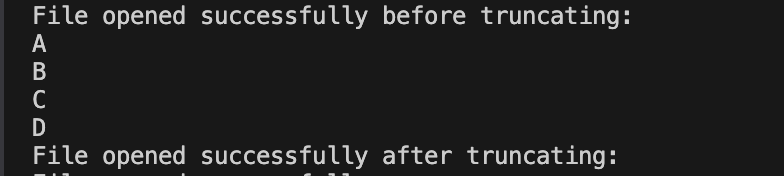 File opened successfully before truncating:
A
B
C
D
File opened successfully after truncating: